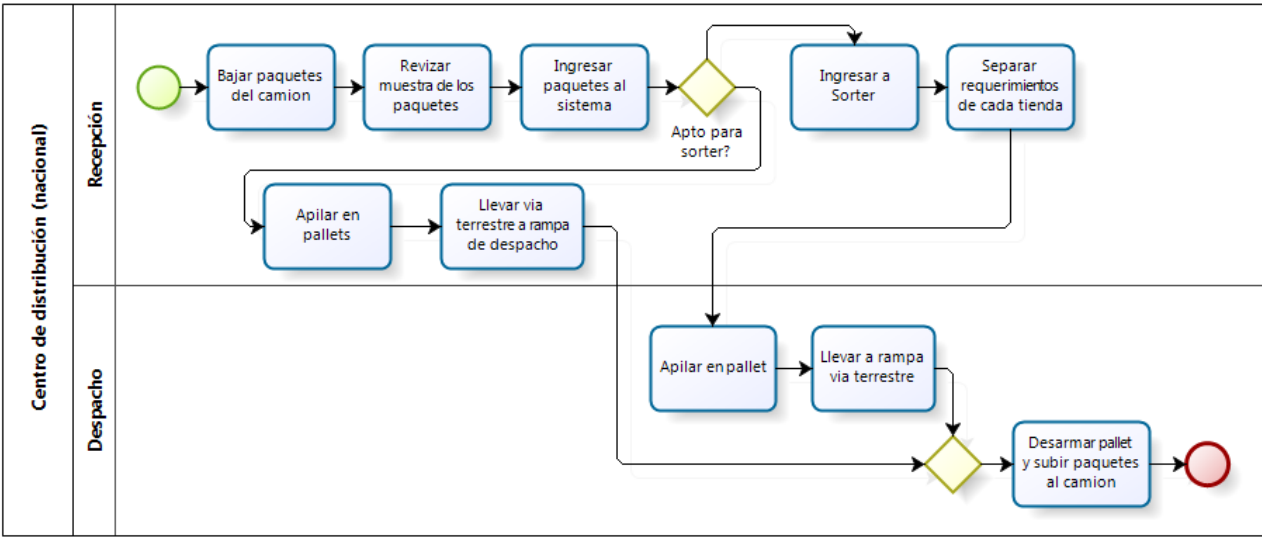 Centro de distribución (nacional)
Recepción
Bajar paquetes
del camion
Revizar
muestra de los
paquetes
Ingresar
paquetes al
sistema
Apto para
sorter?
Ingresar a
Sorter
Separar
requerimientos
de cada tienda
Apilar en
pallets
Llevar via
terrestre a rampa
de despacho
Despacho
Apilar en pallet
Llevar a rampa
via terrestre
Desarmar pallet
y subir paquetes
al camion